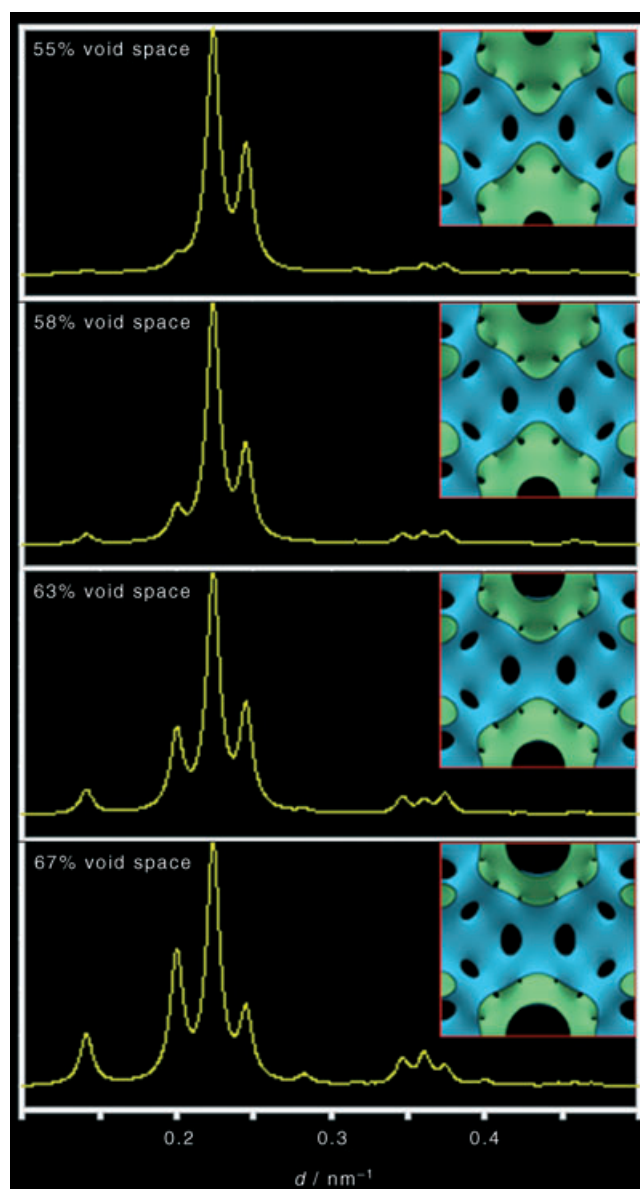 55% void space
58% void space
63% void space
67% void space
0.2 0.3 0.4
d / nm⁻¹